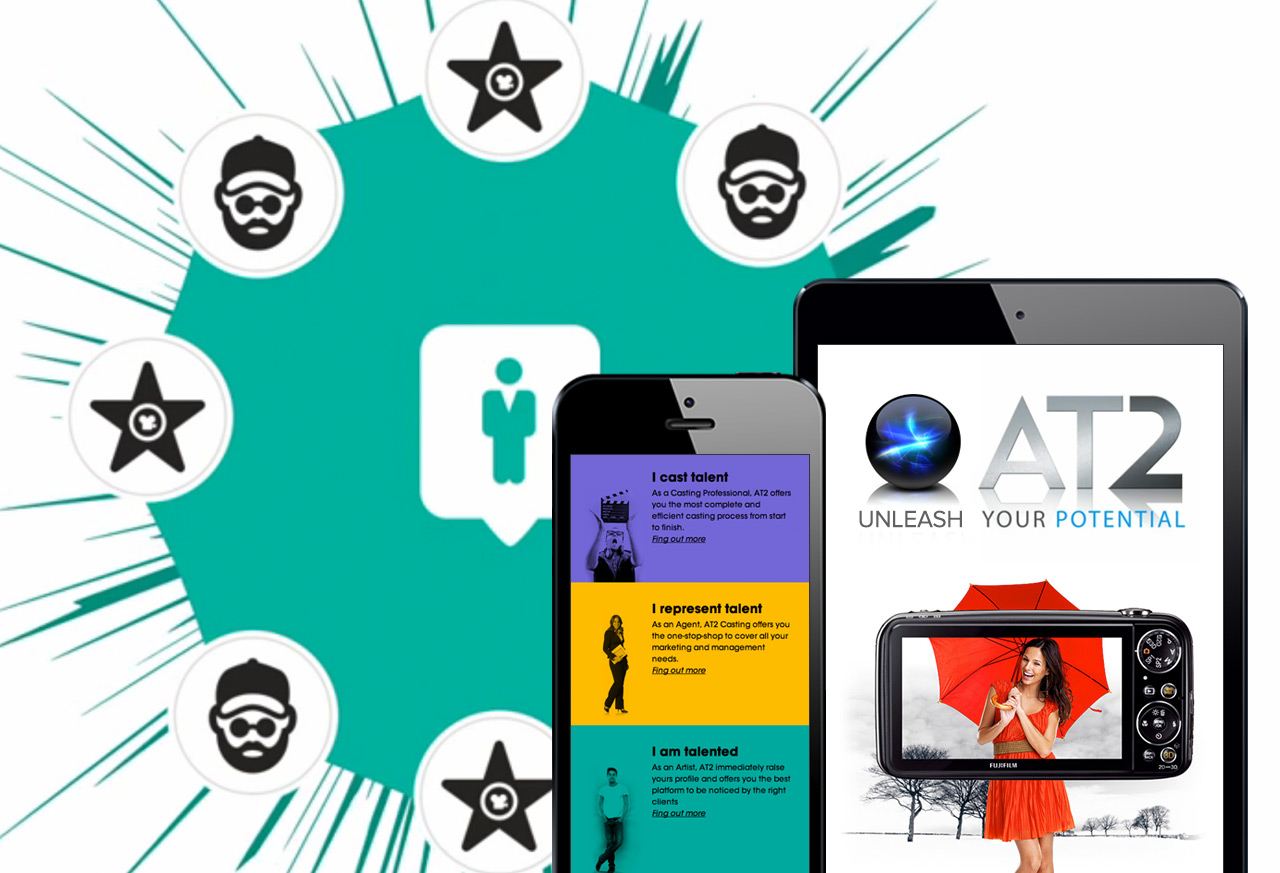 I cast talent
As a Casting Professional, AT2 offers
you the most complete and
efficient casting process from start
to finish.
Fing out more
I represent talent
As an Agent, AT2 Casting offers you
the one-stop-shop to cover all your
marketing and management
needs.
Fing out more
I am talented
As an Artist, AT2 immediately raise
yours profile and offers you the best
platform to be noticed by the right
clients
Fing out more
AT2
UNLEASH YOUR POTENTIAL
FUJIFILM